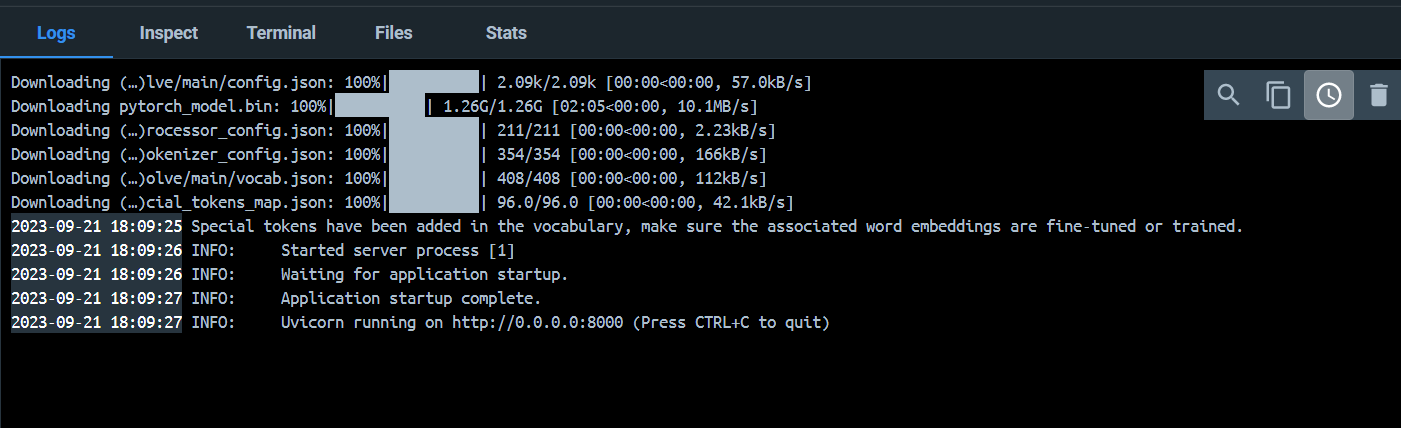 Logs Inspect Terminal Files Stats
Downloading (…)lve/main/config.json: 100%| | 2.09k/2.09k [00:00<00:00, 57.0kB/s]
Downloading pytorch_model.bin: 100%| | 1.26G/1.26G [02:05<00:00, 10.1MB/s]
Downloading (…)rocessor_config.json: 100%| | 211/211 [00:00<00:00, 2.23kB/s]
Downloading (…)okenizer_config.json: 100%| | 354/354 [00:00<00:00, 166kB/s]
Downloading (…)olve/main/vocab.json: 100%| | 408/408 [00:00<00:00, 112kB/s]
Downloading (…)cial_tokens_map.json: 100%| | 96.0/96.0 [00:00<00:00, 42.1kB/s]
2023-09-21 18:09:25 Special tokens have been added in the vocabulary, make sure the associated word embeddings are fine-tuned or trained.
2023-09-21 18:09:26 INFO:     Started server process [1]
2023-09-21 18:09:26 INFO:     Waiting for application startup.
2023-09-21 18:09:27 INFO:     Application startup complete.
2023-09-21 18:09:27 INFO:     Uvicorn running on http://0.0.0.0:8000 (Press CTRL+C to quit)